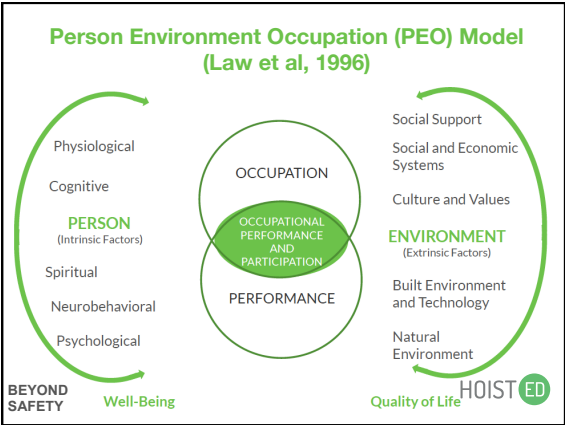 Person Environment Occupation (PEO) Model
(Law et al, 1996)
Physiological
Cognitive
PERSON
(Intrinsic Factors)
Spiritual
Neurobehavioral
Psychological
OCCUPATION
OCCUPATIONAL
PERFORMANCE
AND
PARTICIPATION
PERFORMANCE
Social Support
Social and Economic
Systems
Culture and Values
ENVIRONMENT
(Extrinsic Factors)
Built Environment
and Technology
Natural
Environment
BEYOND
SAFETY
Well-Being
Quality of Life
HOIST ED